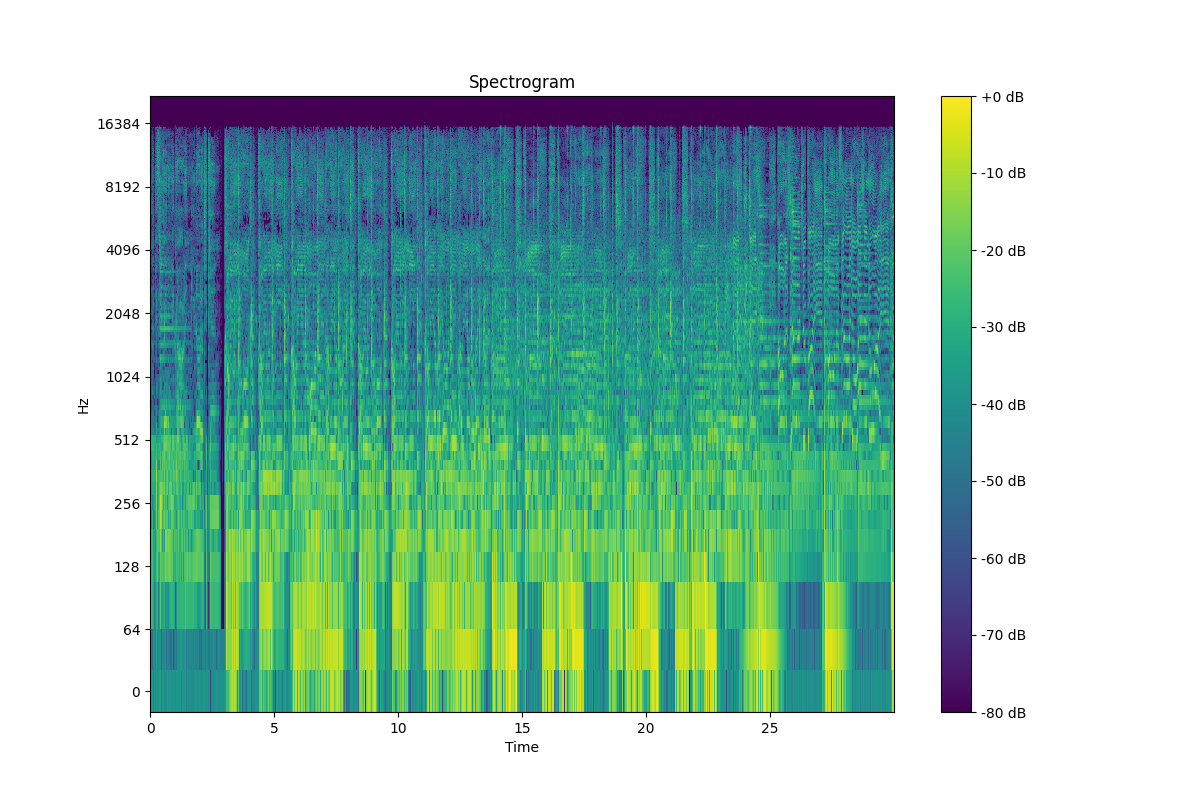 Spectrogram
16384
8192
4096
2048
1024
512
256
128
64
0
Hz
0 5 10 15 20 25
Time
+0 dB
-10 dB
-20 dB
-30 dB
-40 dB
-50 dB
-60 dB
-70 dB
-80 dB